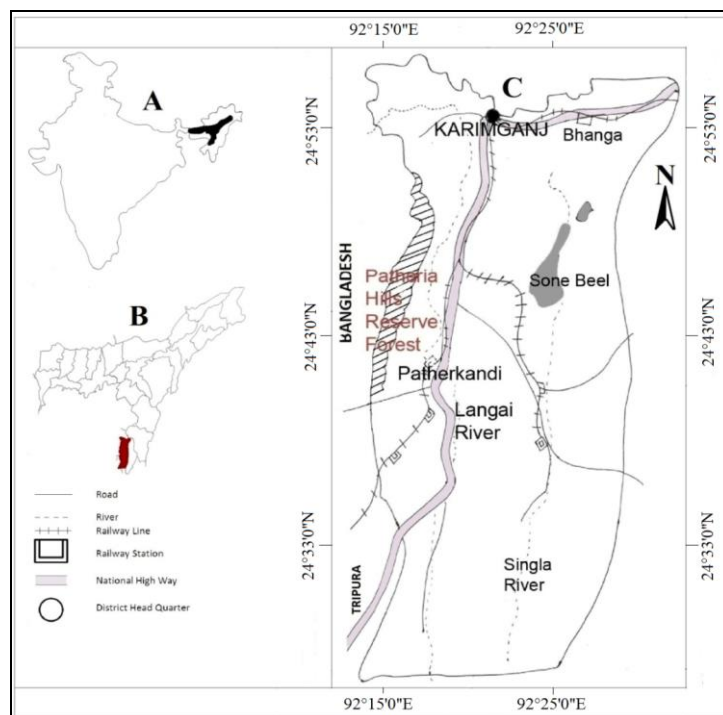 92°15'0"E
92°25'0"E
A
C
24°53'0"N
KARIMGANJ
Bhanga
24°53'0"N
N
BANGLADESH
Patharia
Hills
Reserve
Forest
Sone Beel
B
24°43'0"N
24°43'0"N
Patherkandi
Langai
River
Road
River
Railway Line
Railway Station
National High Way
District Head Quarter
24°33'0"N
24°33'0"N
Singla
River
TRIPURA
92°15'0"E
92°25'0"E